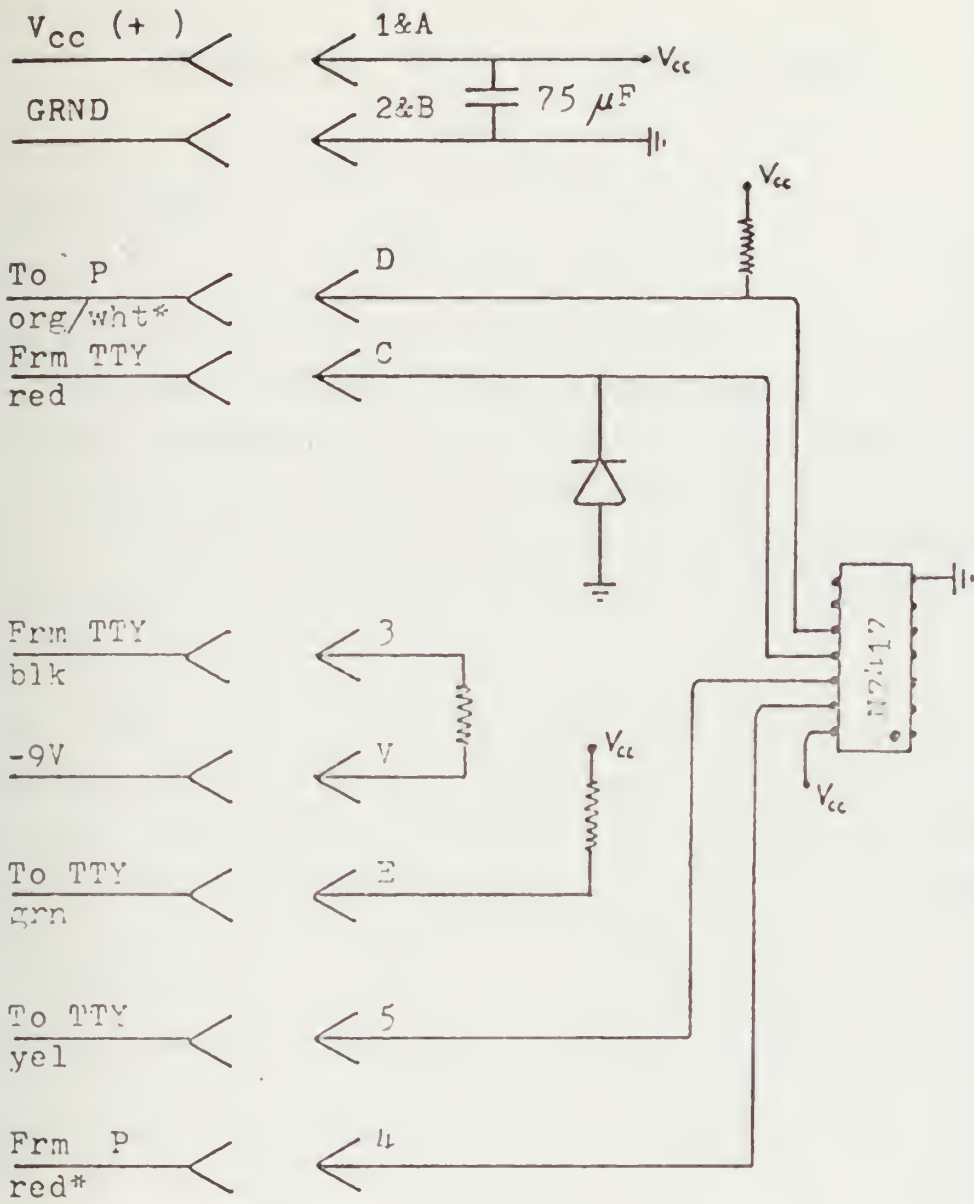 Vcc (+ )
1&A
Vcc
GRND
2&B
75 μF
Vcc
To P
D
org/wht*
Frm TTY
C
red
Frm TTY
3
blk
N7417
-9V
V
Vcc
Vcc
To TTY
E
grn
To TTY
5
yel
Frm P
4
red*